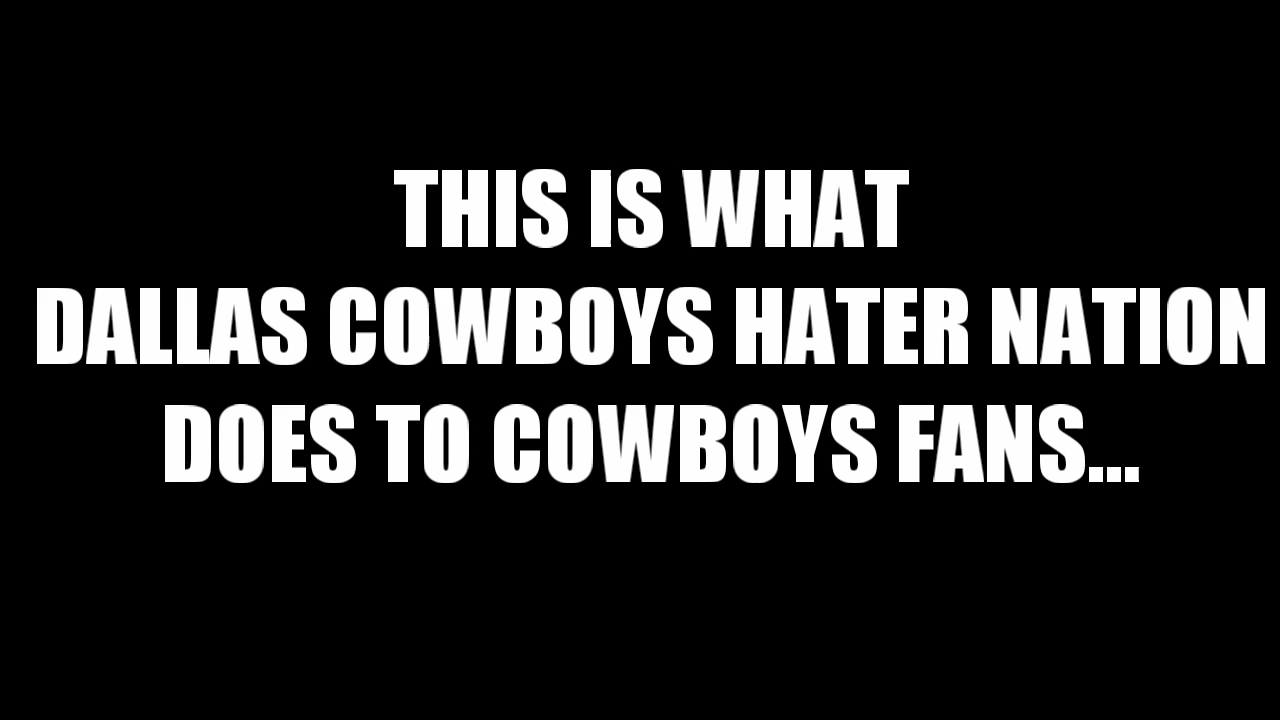 THIS IS WHAT
DALLAS COWBOYS HATER NATION
DOES TO COWBOYS FANS...